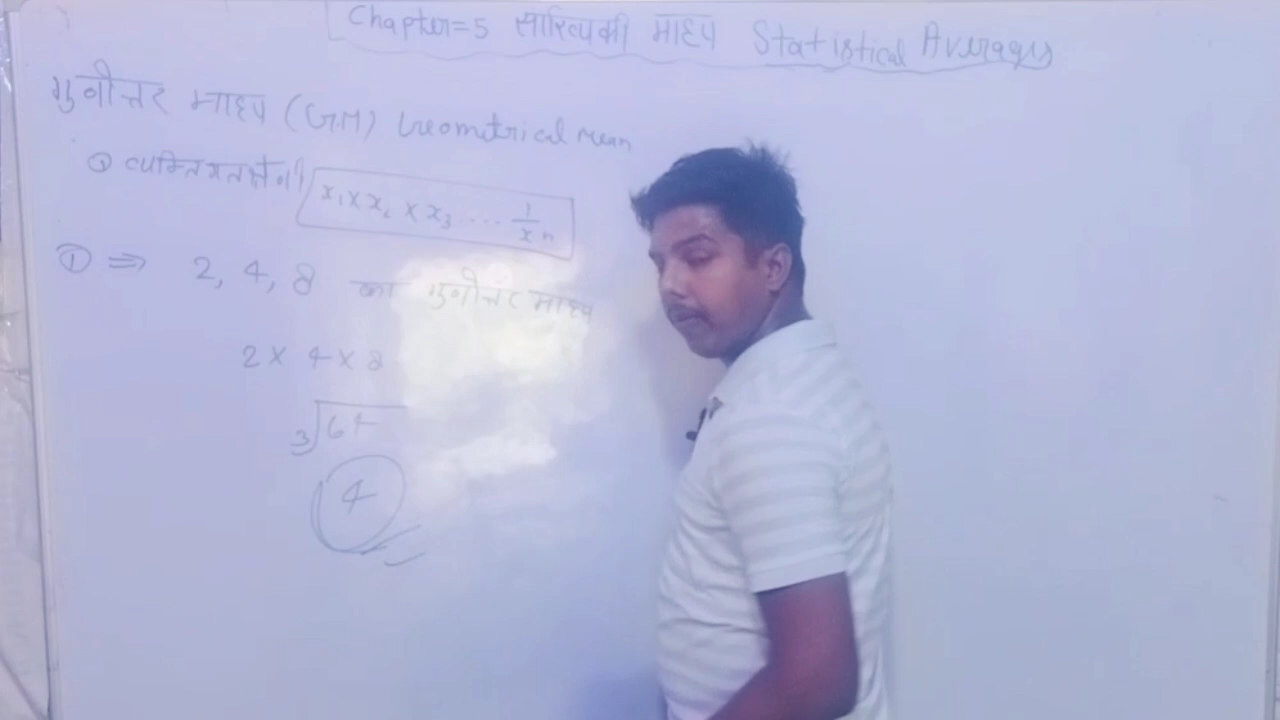 Chapter=5 सांख्यिकी माध्य Statistical Averages
गुणोत्तर माध्य (GM) Geometrical Mean
① व्यक्तिगत श्रेणी x₁ × x₂ × x₃ ... 1/xⁿ
① ⇒ 2, 4, 8 का गुणोत्तर माध्य
2 × 4 × 8
3√64
4